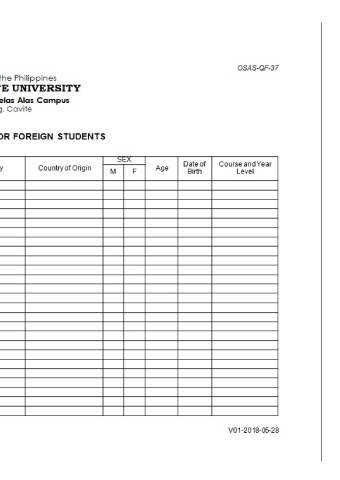 OSAS-QF-37
the Philippines
TE UNIVERSITY
elas Alas Campus
g, Cavite
OR FOREIGN STUDENTS
y Country of Origin SEX Age Date of Birth Course and Year Level
M F
V01-2018-05-28